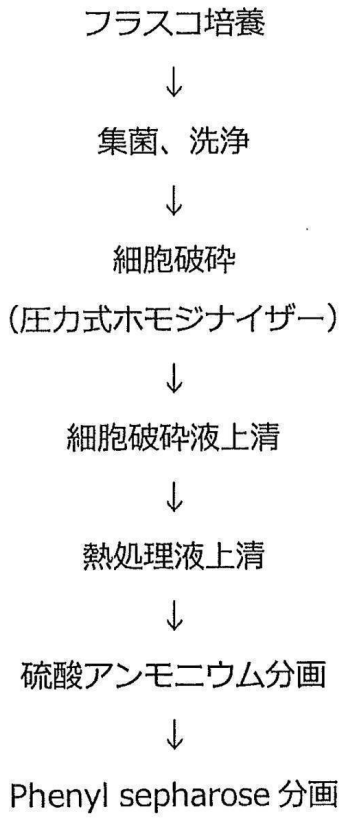 フラスコ培養
↓
集菌、洗浄
↓
細胞破砕
（圧力式ホモジナイザー）
↓
細胞破砕液上清
↓
熱処理液上清
↓
硫酸アンモニウム分画
↓
Phenyl sepharose 分画